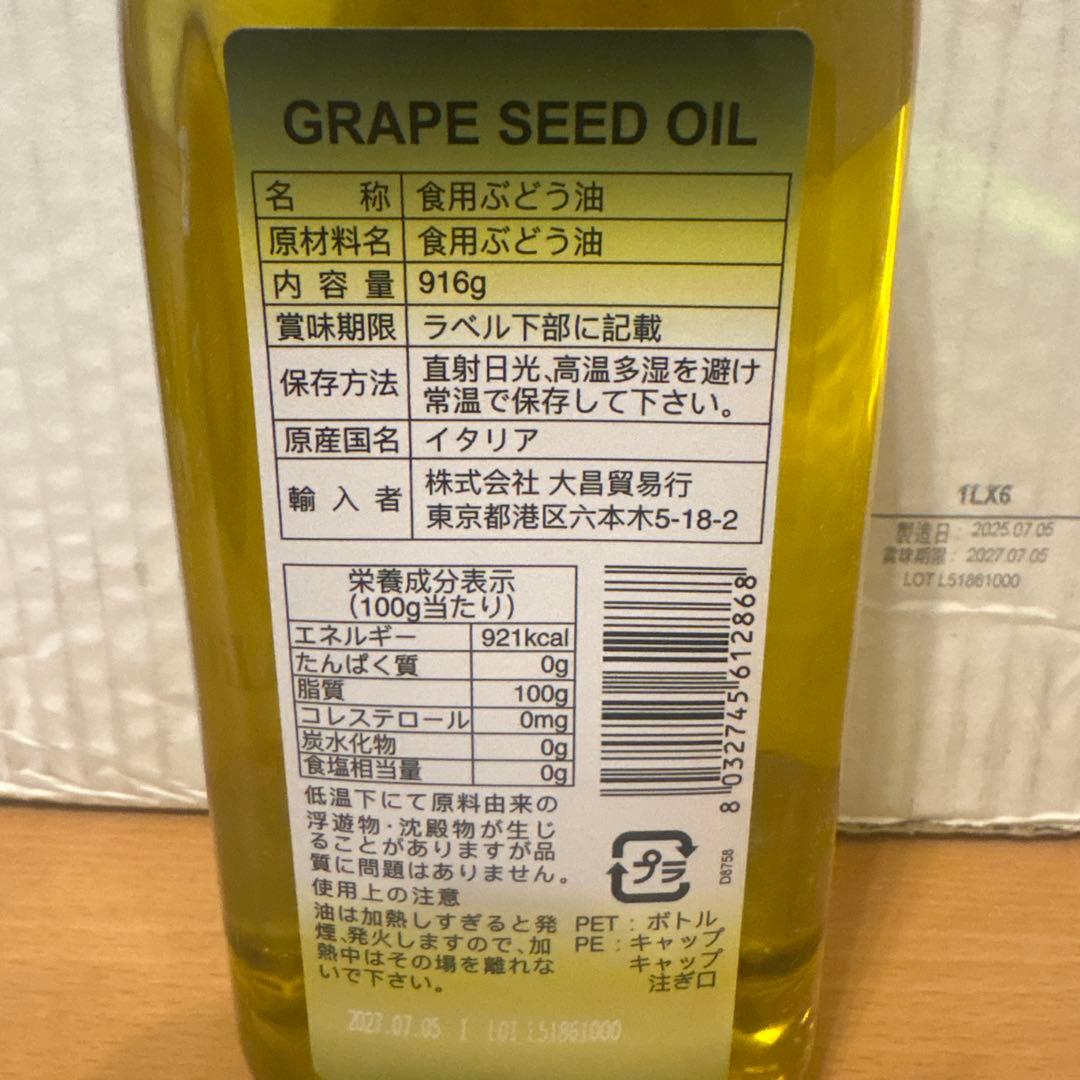 GRAPE SEED OIL
名称 食用ぶどう油
原材料名 食用ぶどう油
内容量 916g
賞味期限 ラベル下部に記載
保存方法 直射日光、高温多湿を避け
常温で保存して下さい。
原産国名 イタリア
輸入者 株式会社 大昌貿易行
東京都港区六本木5-18-2
栄養成分表示
(100g当たり)
エネルギー 921kcal
たんぱく質 0g
脂質 100g
コレステロール 0mg
炭水化物 0g
食塩相当量 0g
8 032745 612868
低温下にて原料由来の
浮遊物・沈殿物が生じ
ることがありますが品
質に問題はありません。
使用上の注意
油は加熱しすぎると発
煙、発火しますので、加
熱中はその場を離れな
いで下さい。
プラ
D8758
PET：ボトル
PE：キャップ
キャップ
注ぎ口
2027.07.05 I LOT L51861000
1LX6
製造日： 2025.07.05
賞味期限： 2027.07.05
LOT L51861000